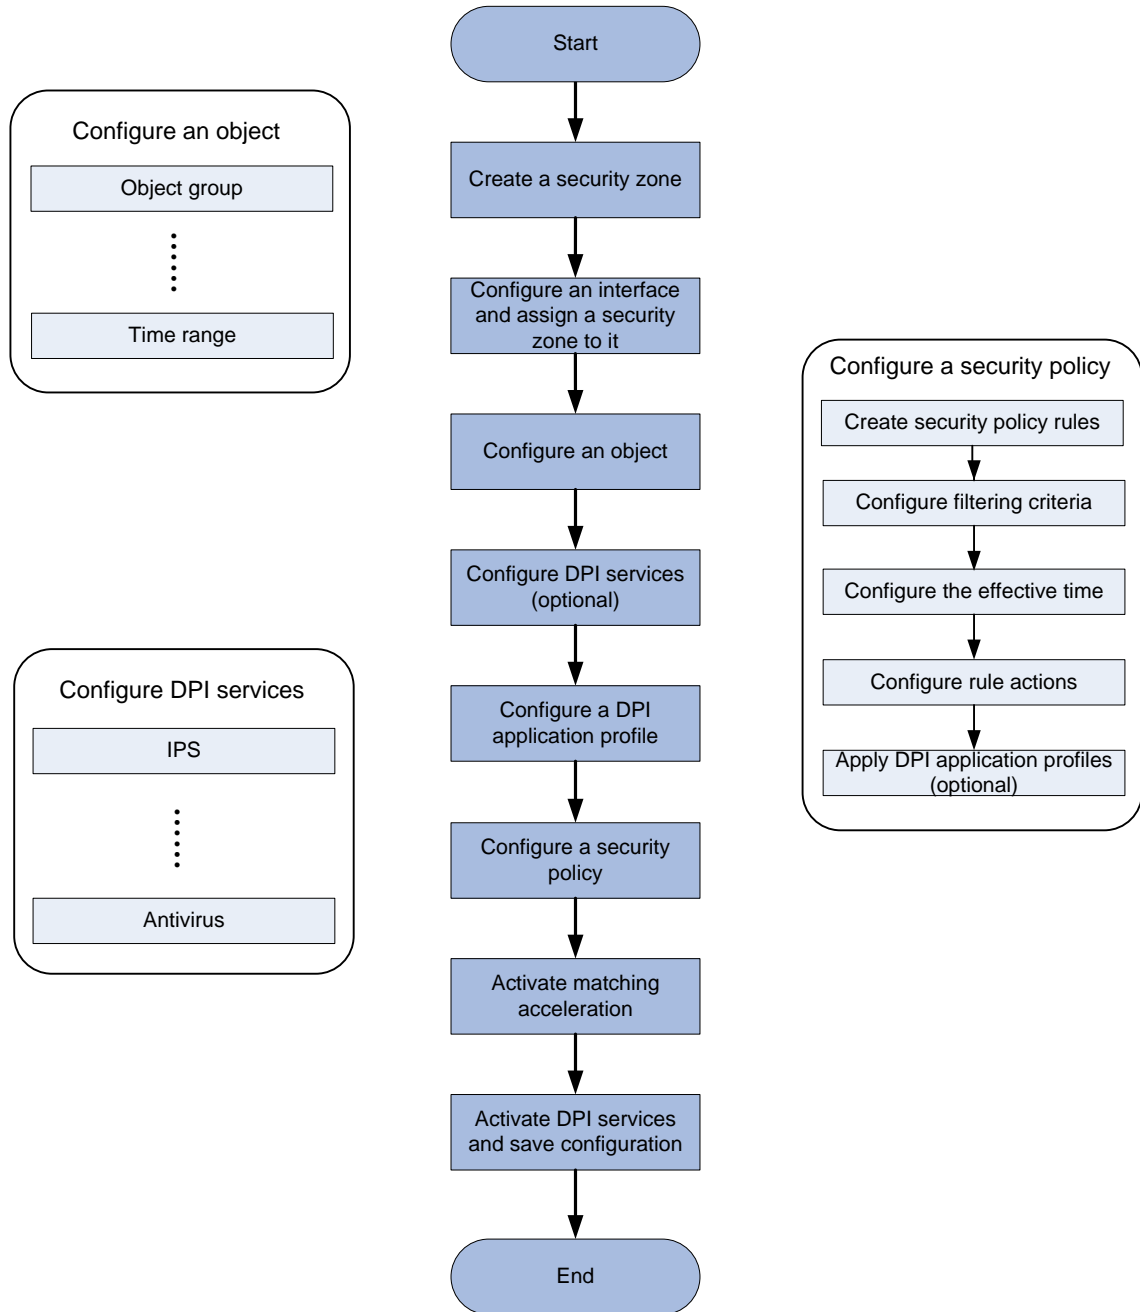 Start
Create a security zone
Configure an interface
and assign a security
zone to it
Configure an object
Configure DPI services
(optional)
Configure a DPI
application profile
Configure a security
policy
Activate matching
acceleration
Activate DPI services
and save configuration
End
Configure an object
Object group
Time range
Configure DPI services
IPS
Antivirus
Configure a security policy
Create security policy rules
Configure filtering criteria
Configure the effective time
Configure rule actions
Apply DPI application profiles
(optional)